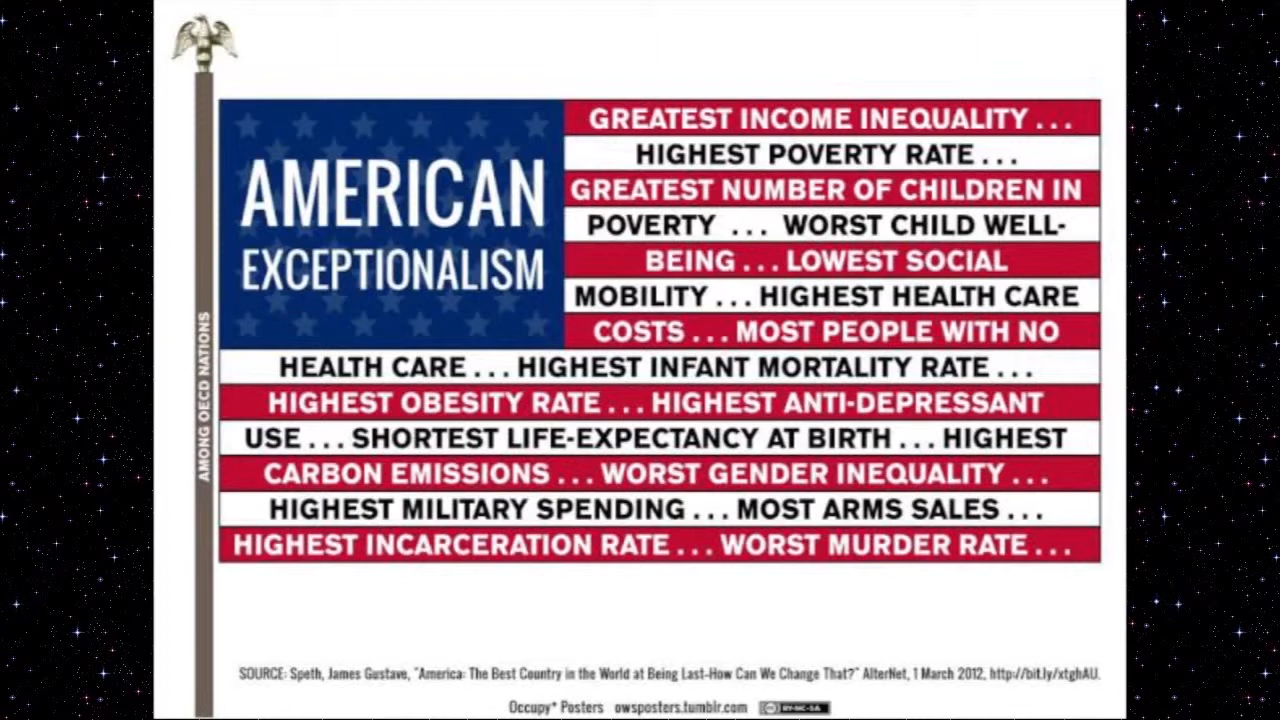 AMERICAN
EXCEPTIONALISM
GREATEST INCOME INEQUALITY . . .
HIGHEST POVERTY RATE . . .
GREATEST NUMBER OF CHILDREN IN
POVERTY . . . WORST CHILD WELL-
BEING . . . LOWEST SOCIAL
MOBILITY . . . HIGHEST HEALTH CARE
COSTS . . . MOST PEOPLE WITH NO
HEALTH CARE . . . HIGHEST INFANT MORTALITY RATE . . .
HIGHEST OBESITY RATE . . . HIGHEST ANTI-DEPRESSANT
USE . . . SHORTEST LIFE-EXPECTANCY AT BIRTH . . . HIGHEST
CARBON EMISSIONS . . . WORST GENDER INEQUALITY . . .
HIGHEST MILITARY SPENDING . . . MOST ARMS SALES . . .
HIGHEST INCARCERATION RATE . . . WORST MURDER RATE . . .
AMONG OECD NATIONS
SOURCE: Speth, James Gustave, "America: The Best Country in the World at Being Last-How Can We Change That?" AlterNet, 1 March 2012, http://bit.ly/xtghAU.
Occupy* Posters owsposters.tumblr.com cc BY-NC-SA